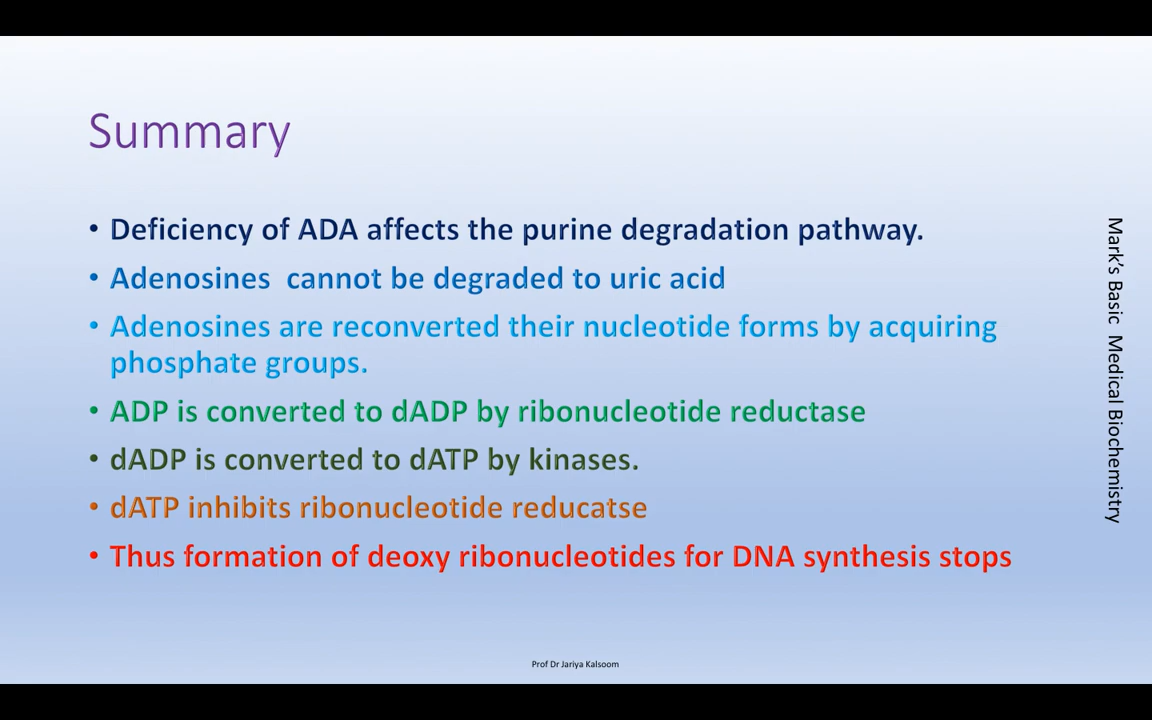 Summary
• Deficiency of ADA affects the purine degradation pathway.
• Adenosines  cannot be degraded to uric acid
• Adenosines are reconverted their nucleotide forms by acquiring
phosphate groups.
• ADP is converted to dADP by ribonucleotide reductase
• dADP is converted to dATP by kinases.
• dATP inhibits ribonucleotide reducatse
• Thus formation of deoxy ribonucleotides for DNA synthesis stops
Mark's Basic  Medical Biochemistry
Prof Dr Jariya Kalsoom